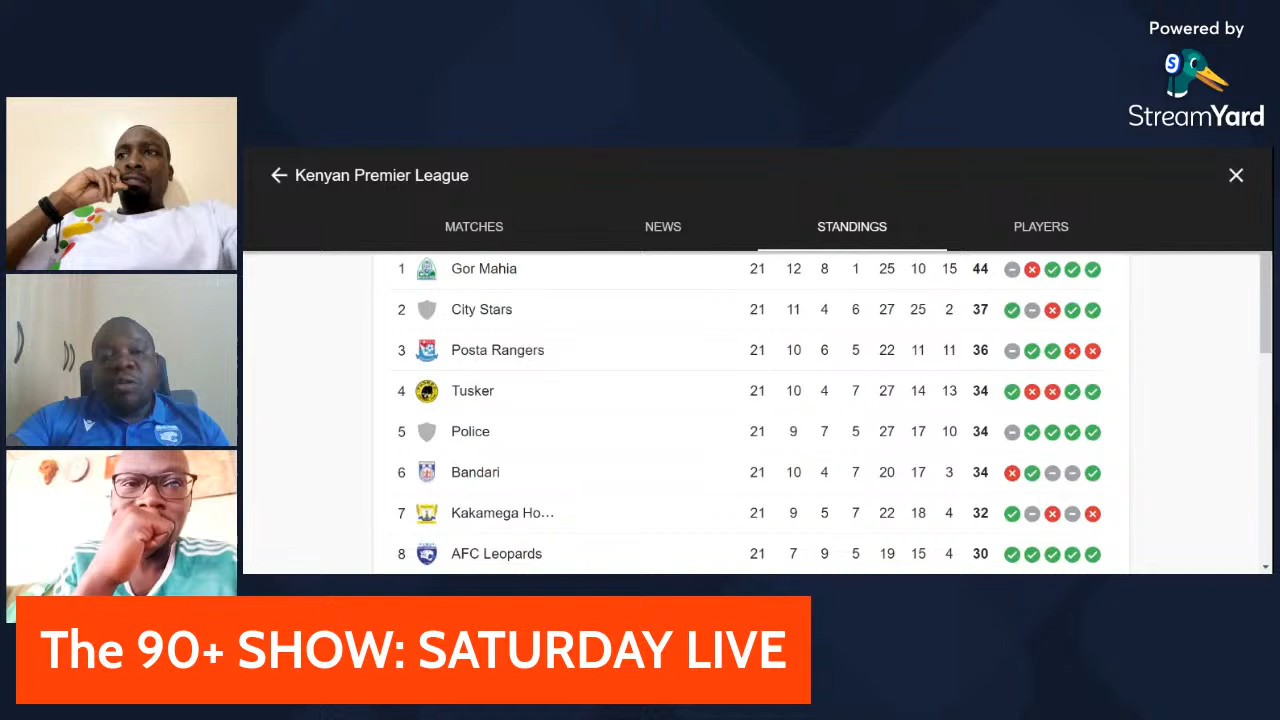 Powered by
StreamYard
Kenyan Premier League
MATCHES NEWS STANDINGS PLAYERS
1 Gor Mahia 21 12 8 1 25 10 15 44
2 City Stars 21 11 4 6 27 25 2 37
3 Posta Rangers 21 10 6 5 22 11 11 36
4 Tusker 21 10 4 7 27 14 13 34
5 Police 21 9 7 5 27 17 10 34
6 Bandari 21 10 4 7 20 17 3 34
7 Kakamega Ho... 21 9 5 7 22 18 4 32
8 AFC Leopards 21 7 9 5 19 15 4 30
The 90+ SHOW: SATURDAY LIVE